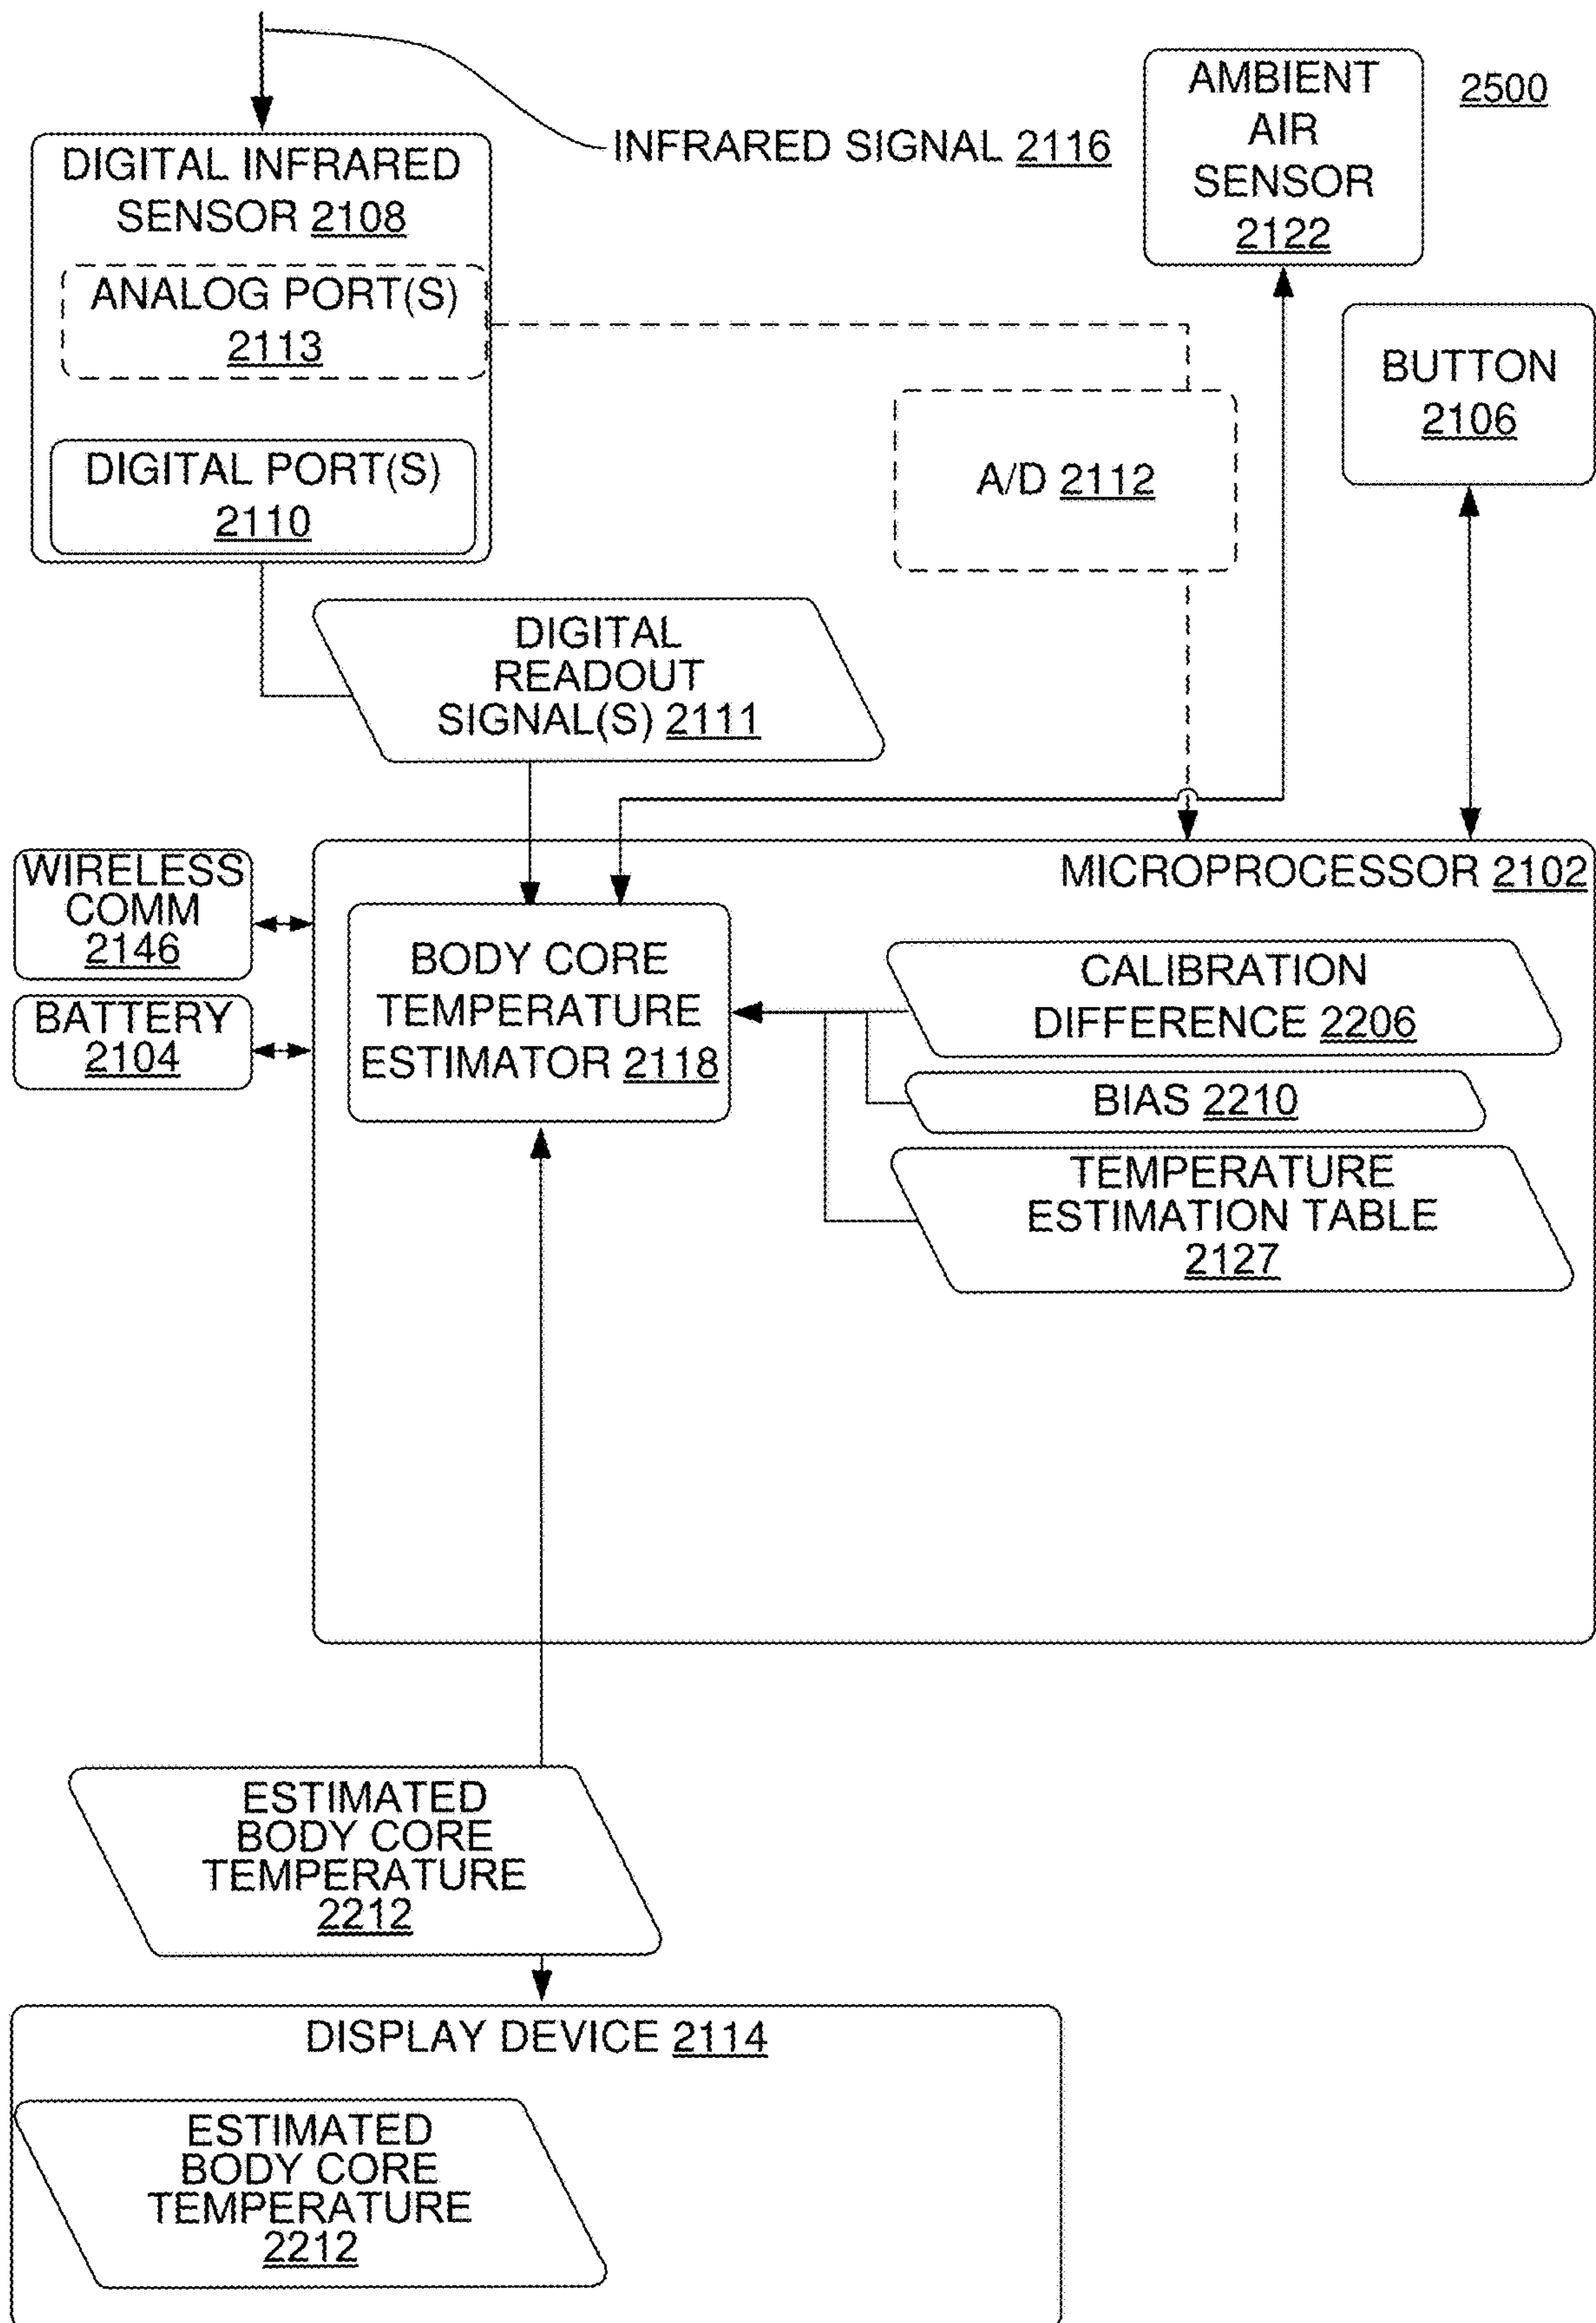 2500
INFRARED SIGNAL 2116
AMBIENT
AIR
SENSOR
2122
DIGITAL INFRARED
SENSOR 2108
ANALOG PORT(S)
2113
DIGITAL PORT(S)
2110
BUTTON
2106
A/D 2112
DIGITAL
READOUT
SIGNAL(S) 2111
WIRELESS
COMM
2146
BATTERY
2104
MICROPROCESSOR 2102
BODY CORE
TEMPERATURE
ESTIMATOR 2118
CALIBRATION
DIFFERENCE 2206
BIAS 2210
TEMPERATURE
ESTIMATION TABLE
2127
ESTIMATED
BODY CORE
TEMPERATURE
2212
DISPLAY DEVICE 2114
ESTIMATED
BODY CORE
TEMPERATURE
2212